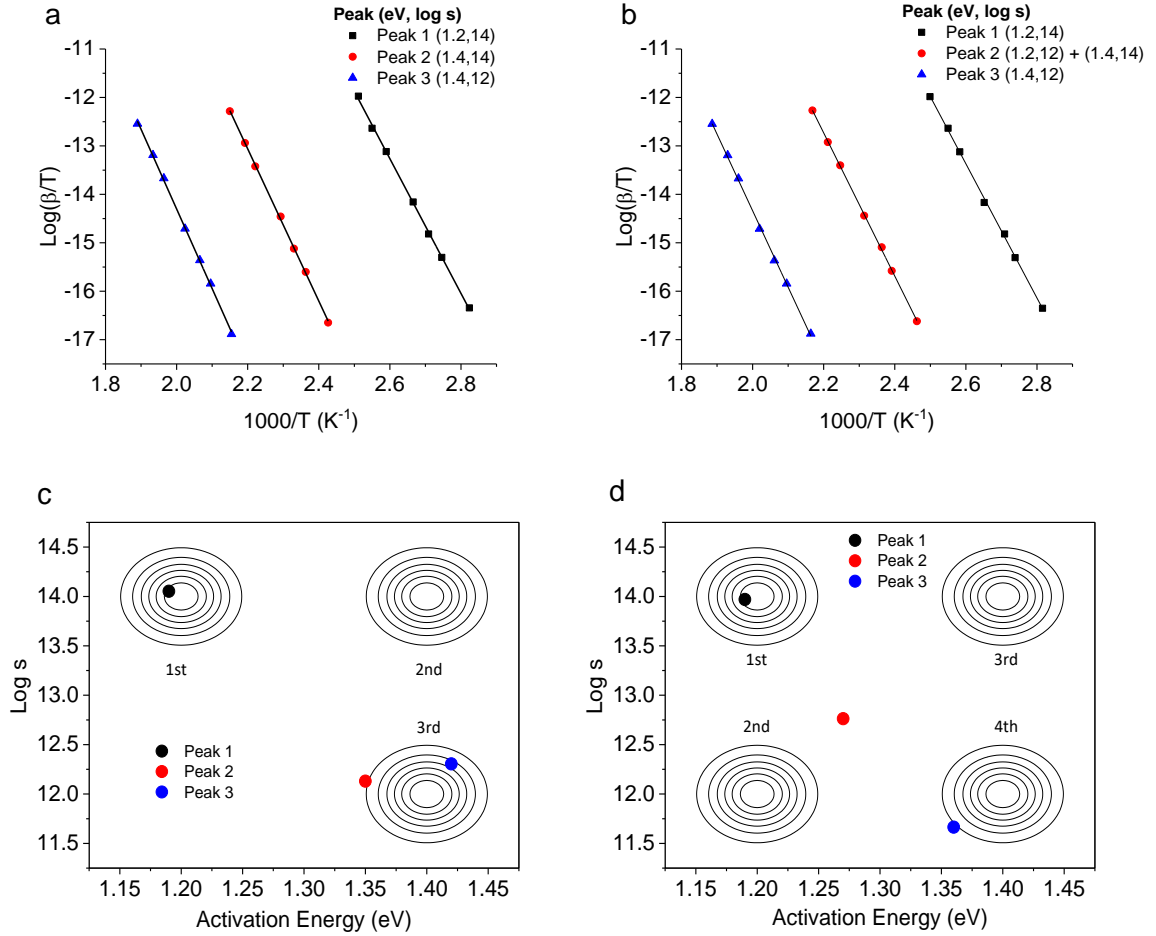 a
Peak (eV, log s)
Peak 1 (1.2,14)
Peak 2 (1.4,14)
Peak 3 (1.4,12)
-11
-12
-13
-14
-15
-16
-17
Log(β/T)
1.8 2.0 2.2 2.4 2.6 2.8
1000/T (K⁻¹)
b
Peak (eV, log s)
Peak 1 (1.2,14)
Peak 2 (1.2,12) + (1.4,14)
Peak 3 (1.4,12)
-11
-12
-13
-14
-15
-16
-17
Log(β/T)
1.8 2.0 2.2 2.4 2.6 2.8
1000/T (K⁻¹)
c
14.5
14.0
13.5
13.0
12.5
12.0
11.5
Log s
1st
2nd
3rd
Peak 1
Peak 2
Peak 3
1.15 1.20 1.25 1.30 1.35 1.40 1.45
Activation Energy (eV)
d
Peak 1
Peak 2
Peak 3
14.5
14.0
13.5
13.0
12.5
12.0
11.5
Log s
1st
3rd
2nd
4th
1.15 1.20 1.25 1.30 1.35 1.40 1.45
Activation Energy (eV)